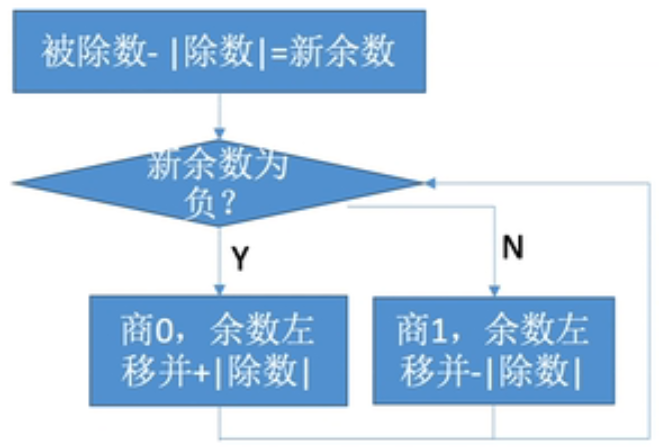 被除数- |除数|=新余数
新余数为
负？
Y
N
商0，余数左
移并+|除数|
商1，余数左
移并-|除数|